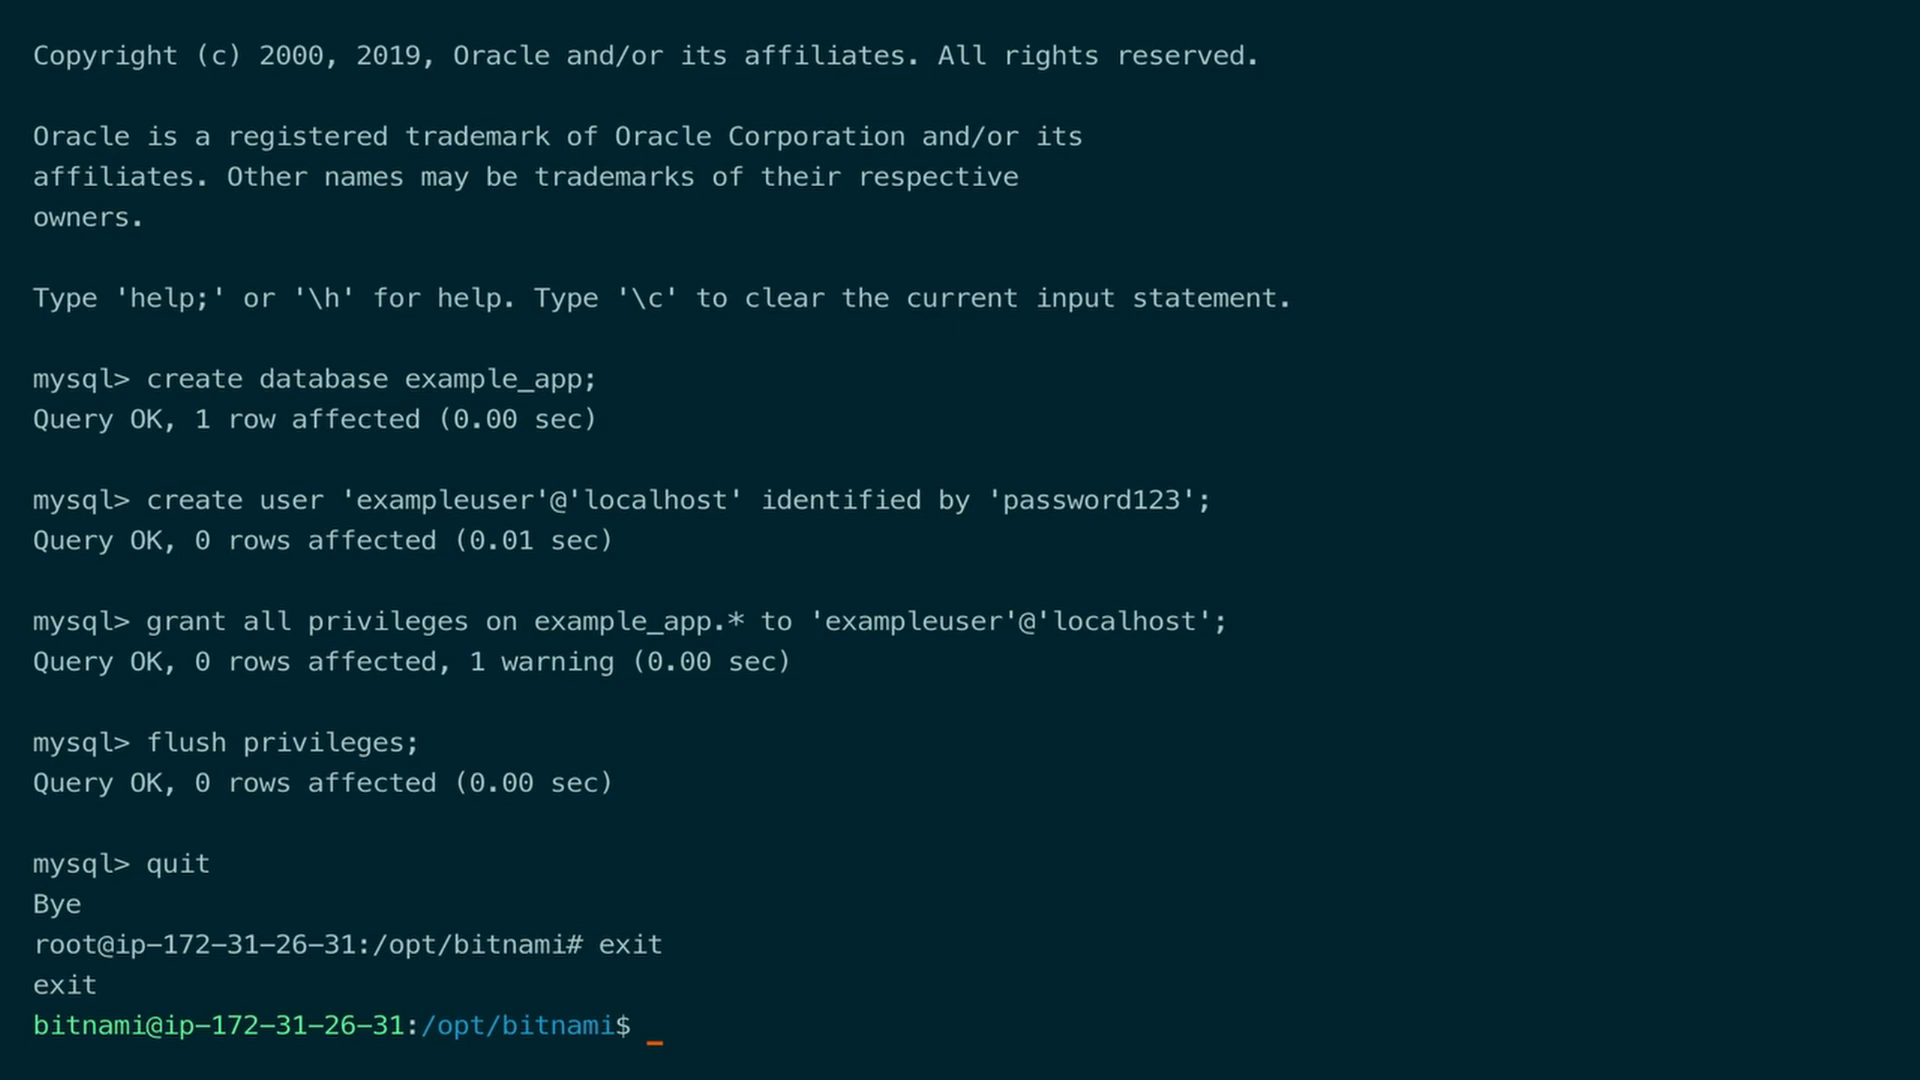 Copyright (c) 2000, 2019, Oracle and/or its affiliates. All rights reserved.
Oracle is a registered trademark of Oracle Corporation and/or its
affiliates. Other names may be trademarks of their respective
owners.
Type 'help;' or '\h' for help. Type '\c' to clear the current input statement.
mysql> create database example_app;
Query OK, 1 row affected (0.00 sec)
mysql> create user 'exampleuser'@'localhost' identified by 'password123';
Query OK, 0 rows affected (0.01 sec)
mysql> grant all privileges on example_app.* to 'exampleuser'@'localhost';
Query OK, 0 rows affected, 1 warning (0.00 sec)
mysql> flush privileges;
Query OK, 0 rows affected (0.00 sec)
mysql> quit
Bye
root@ip-172-31-26-31:/opt/bitnami# exit
exit
bitnami@ip-172-31-26-31:/opt/bitnami$ _